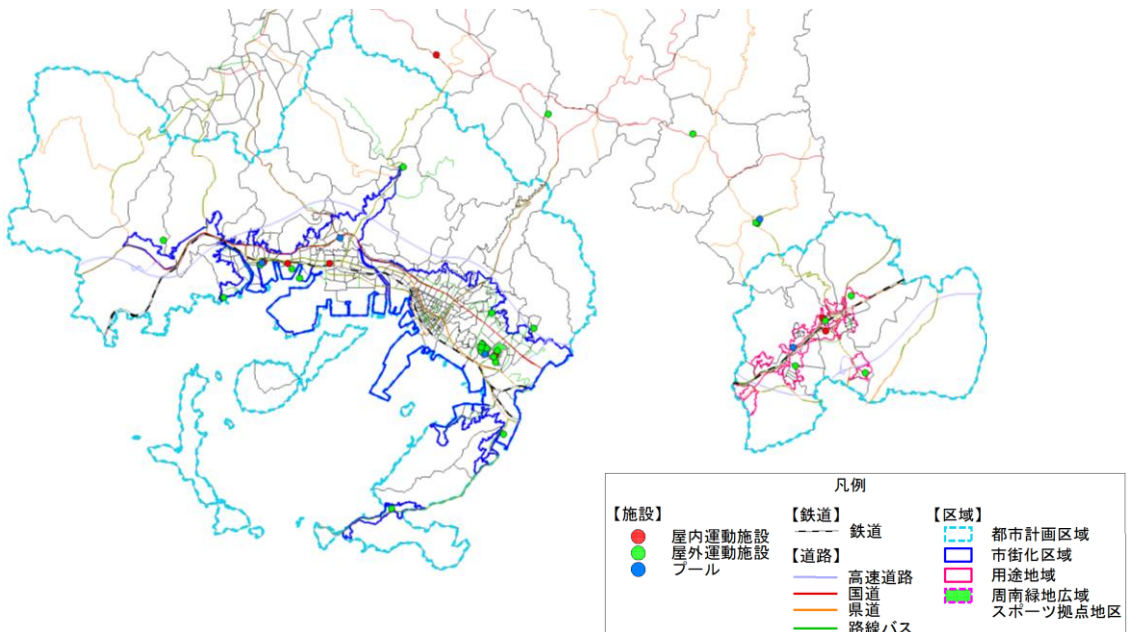 凡例
【施設】
屋内運動施設
屋外運動施設
プール
【鉄道】
鉄道
【道路】
高速道路
国道
県道
路線バス
【区域】
都市計画区域
市街化区域
用途地域
周南緑地広域
スポーツ拠点地区